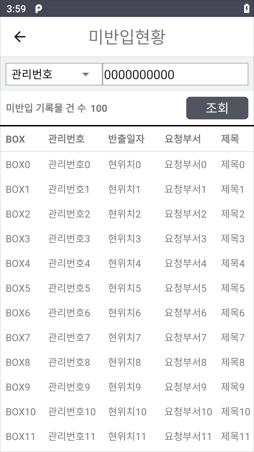 3:59
미반입현황
관리번호 0000000000
미반입 기록물 건 수 100 조회
BOX 관리번호 반출일자 요청부서 제목
BOX0 관리번호0 현위치0 요청부서0 제목0
BOX1 관리번호1 현위치1 요청부서1 제목1
BOX2 관리번호2 현위치2 요청부서2 제목2
BOX3 관리번호3 현위치3 요청부서3 제목3
BOX4 관리번호4 현위치4 요청부서4 제목4
BOX5 관리번호5 현위치5 요청부서5 제목5
BOX6 관리번호6 현위치6 요청부서6 제목6
BOX7 관리번호7 현위치7 요청부서7 제목7
BOX8 관리번호8 현위치8 요청부서8 제목8
BOX9 관리번호9 현위치9 요청부서9 제목9
BOX10 관리번호10 현위치10 요청부서10 제목10
BOX11 관리번호11 현위치11 요청부서11 제목11